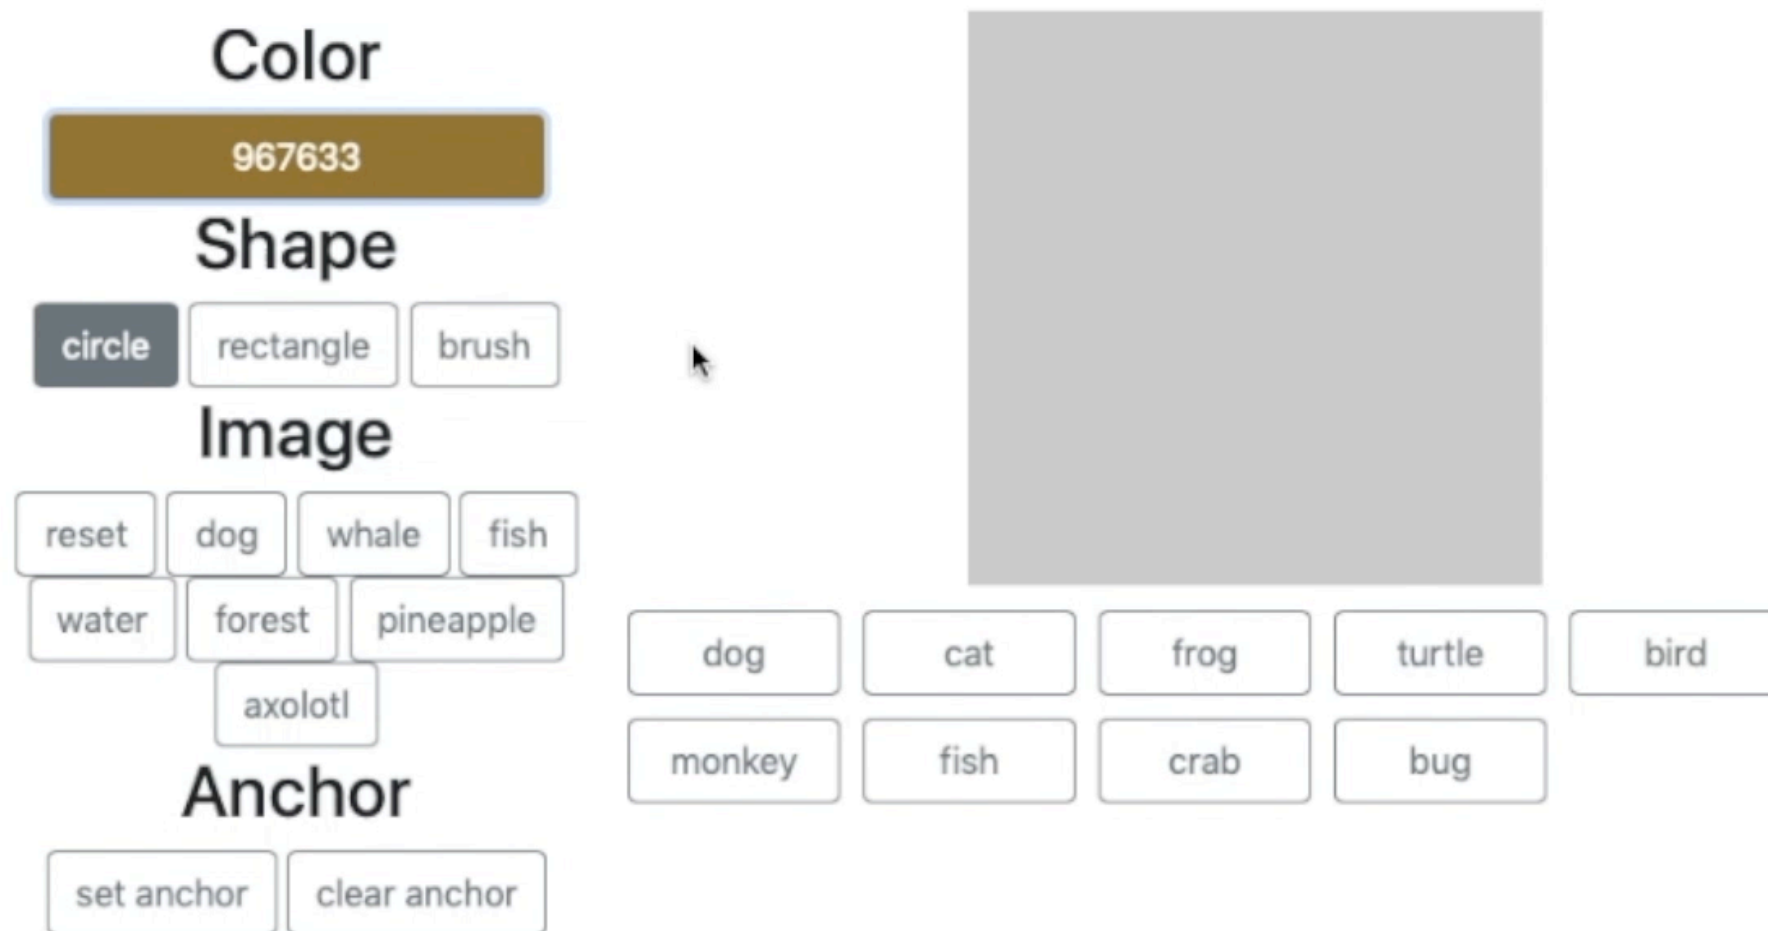 Color
967633
Shape
circle rectangle brush
Image
reset dog whale fish
water forest pineapple
axolotl
Anchor
set anchor clear anchor
dog cat frog turtle bird
monkey fish crab bug